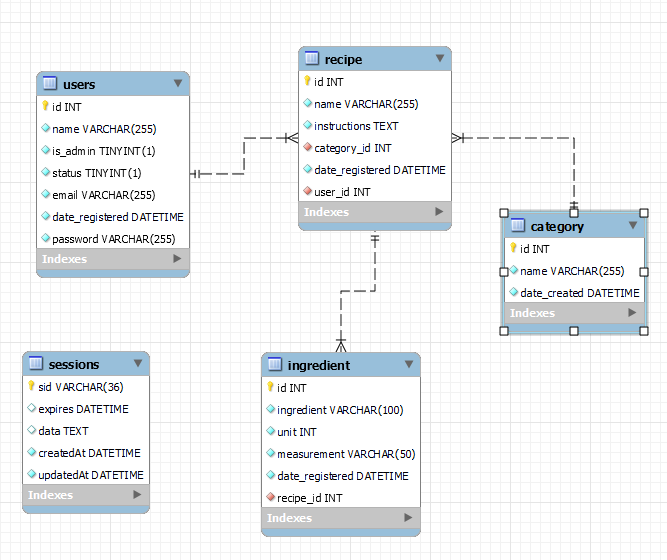 users
id INT
name VARCHAR(255)
is_admin TINYINT(1)
status TINYINT(1)
email VARCHAR(255)
date_registered DATETIME
password VARCHAR(255)
Indexes
recipe
id INT
name VARCHAR(255)
instructions TEXT
category_id INT
date_registered DATETIME
user_id INT
Indexes
category
id INT
name VARCHAR(255)
date_created DATETIME
Indexes
sessions
sid VARCHAR(36)
expires DATETIME
data TEXT
createdAt DATETIME
updatedAt DATETIME
Indexes
ingredient
id INT
ingredient VARCHAR(100)
unit INT
measurement VARCHAR(50)
date_registered DATETIME
recipe_id INT
Indexes